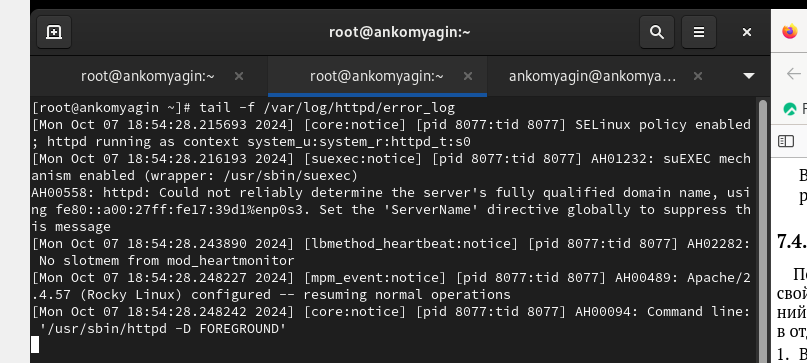 root@ankomyagin:~
root@ankomyagin:~
root@ankomyagin:~
ankomyagin@ankomya...
[root@ankomyagin ~]# tail -f /var/log/httpd/error_log
[Mon Oct 07 18:54:28.215693 2024] [core:notice] [pid 8077:tid 8077] SELinux policy enabled
; httpd running as context system_u:system_r:httpd_t:s0
[Mon Oct 07 18:54:28.216193 2024] [suexec:notice] [pid 8077:tid 8077] AH01232: suEXEC mech
anism enabled (wrapper: /usr/sbin/suexec)
AH00558: httpd: Could not reliably determine the server's fully qualified domain name, usi
ng fe80::a00:27ff:fe17:39d1%enp0s3. Set the 'ServerName' directive globally to suppress th
is message
[Mon Oct 07 18:54:28.243890 2024] [lbmethod_heartbeat:notice] [pid 8077:tid 8077] AH02282:
 No slotmem from mod_heartmonitor
[Mon Oct 07 18:54:28.248227 2024] [mpm_event:notice] [pid 8077:tid 8077] AH00489: Apache/2
.4.57 (Rocky Linux) configured -- resuming normal operations
[Mon Oct 07 18:54:28.248242 2024] [core:notice] [pid 8077:tid 8077] AH00094: Command line:
 '/usr/sbin/httpd -D FOREGROUND'
7.4.
свой
ний
в от
1. В